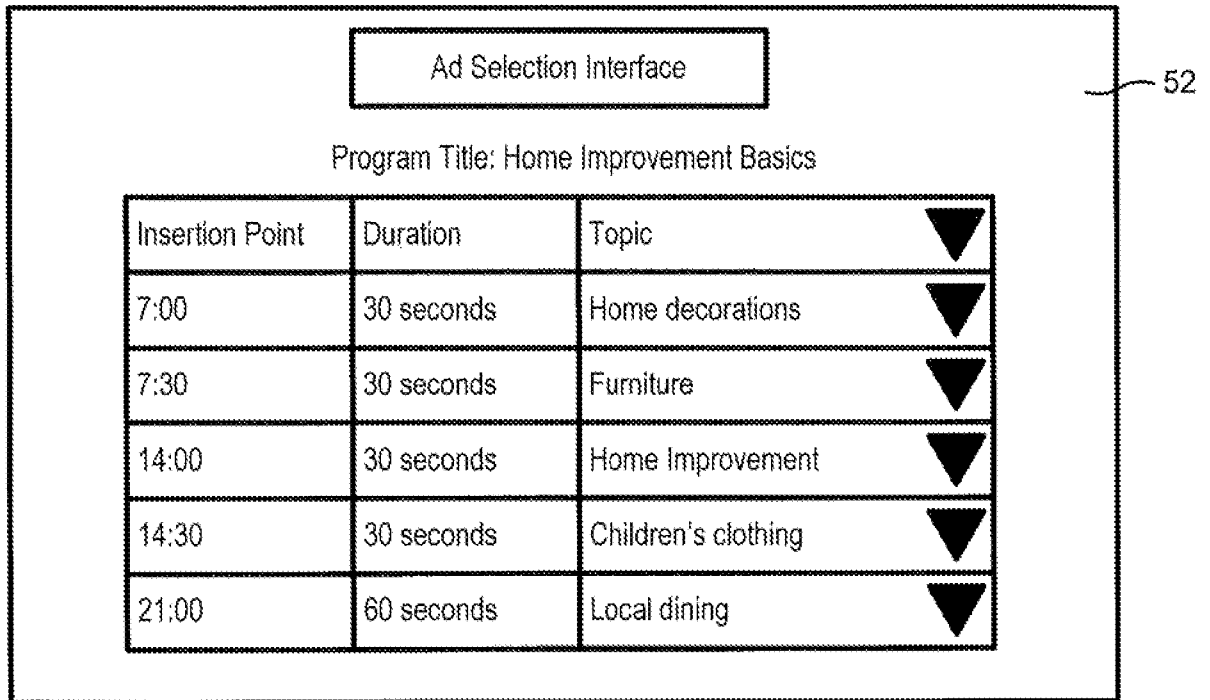 Ad Selection Interface
52
Program Title: Home Improvement Basics
Insertion Point Duration Topic
7:00 30 seconds Home decorations
7:30 30 seconds Furniture
14:00 30 seconds Home Improvement
14:30 30 seconds Children's clothing
21:00 60 seconds Local dining